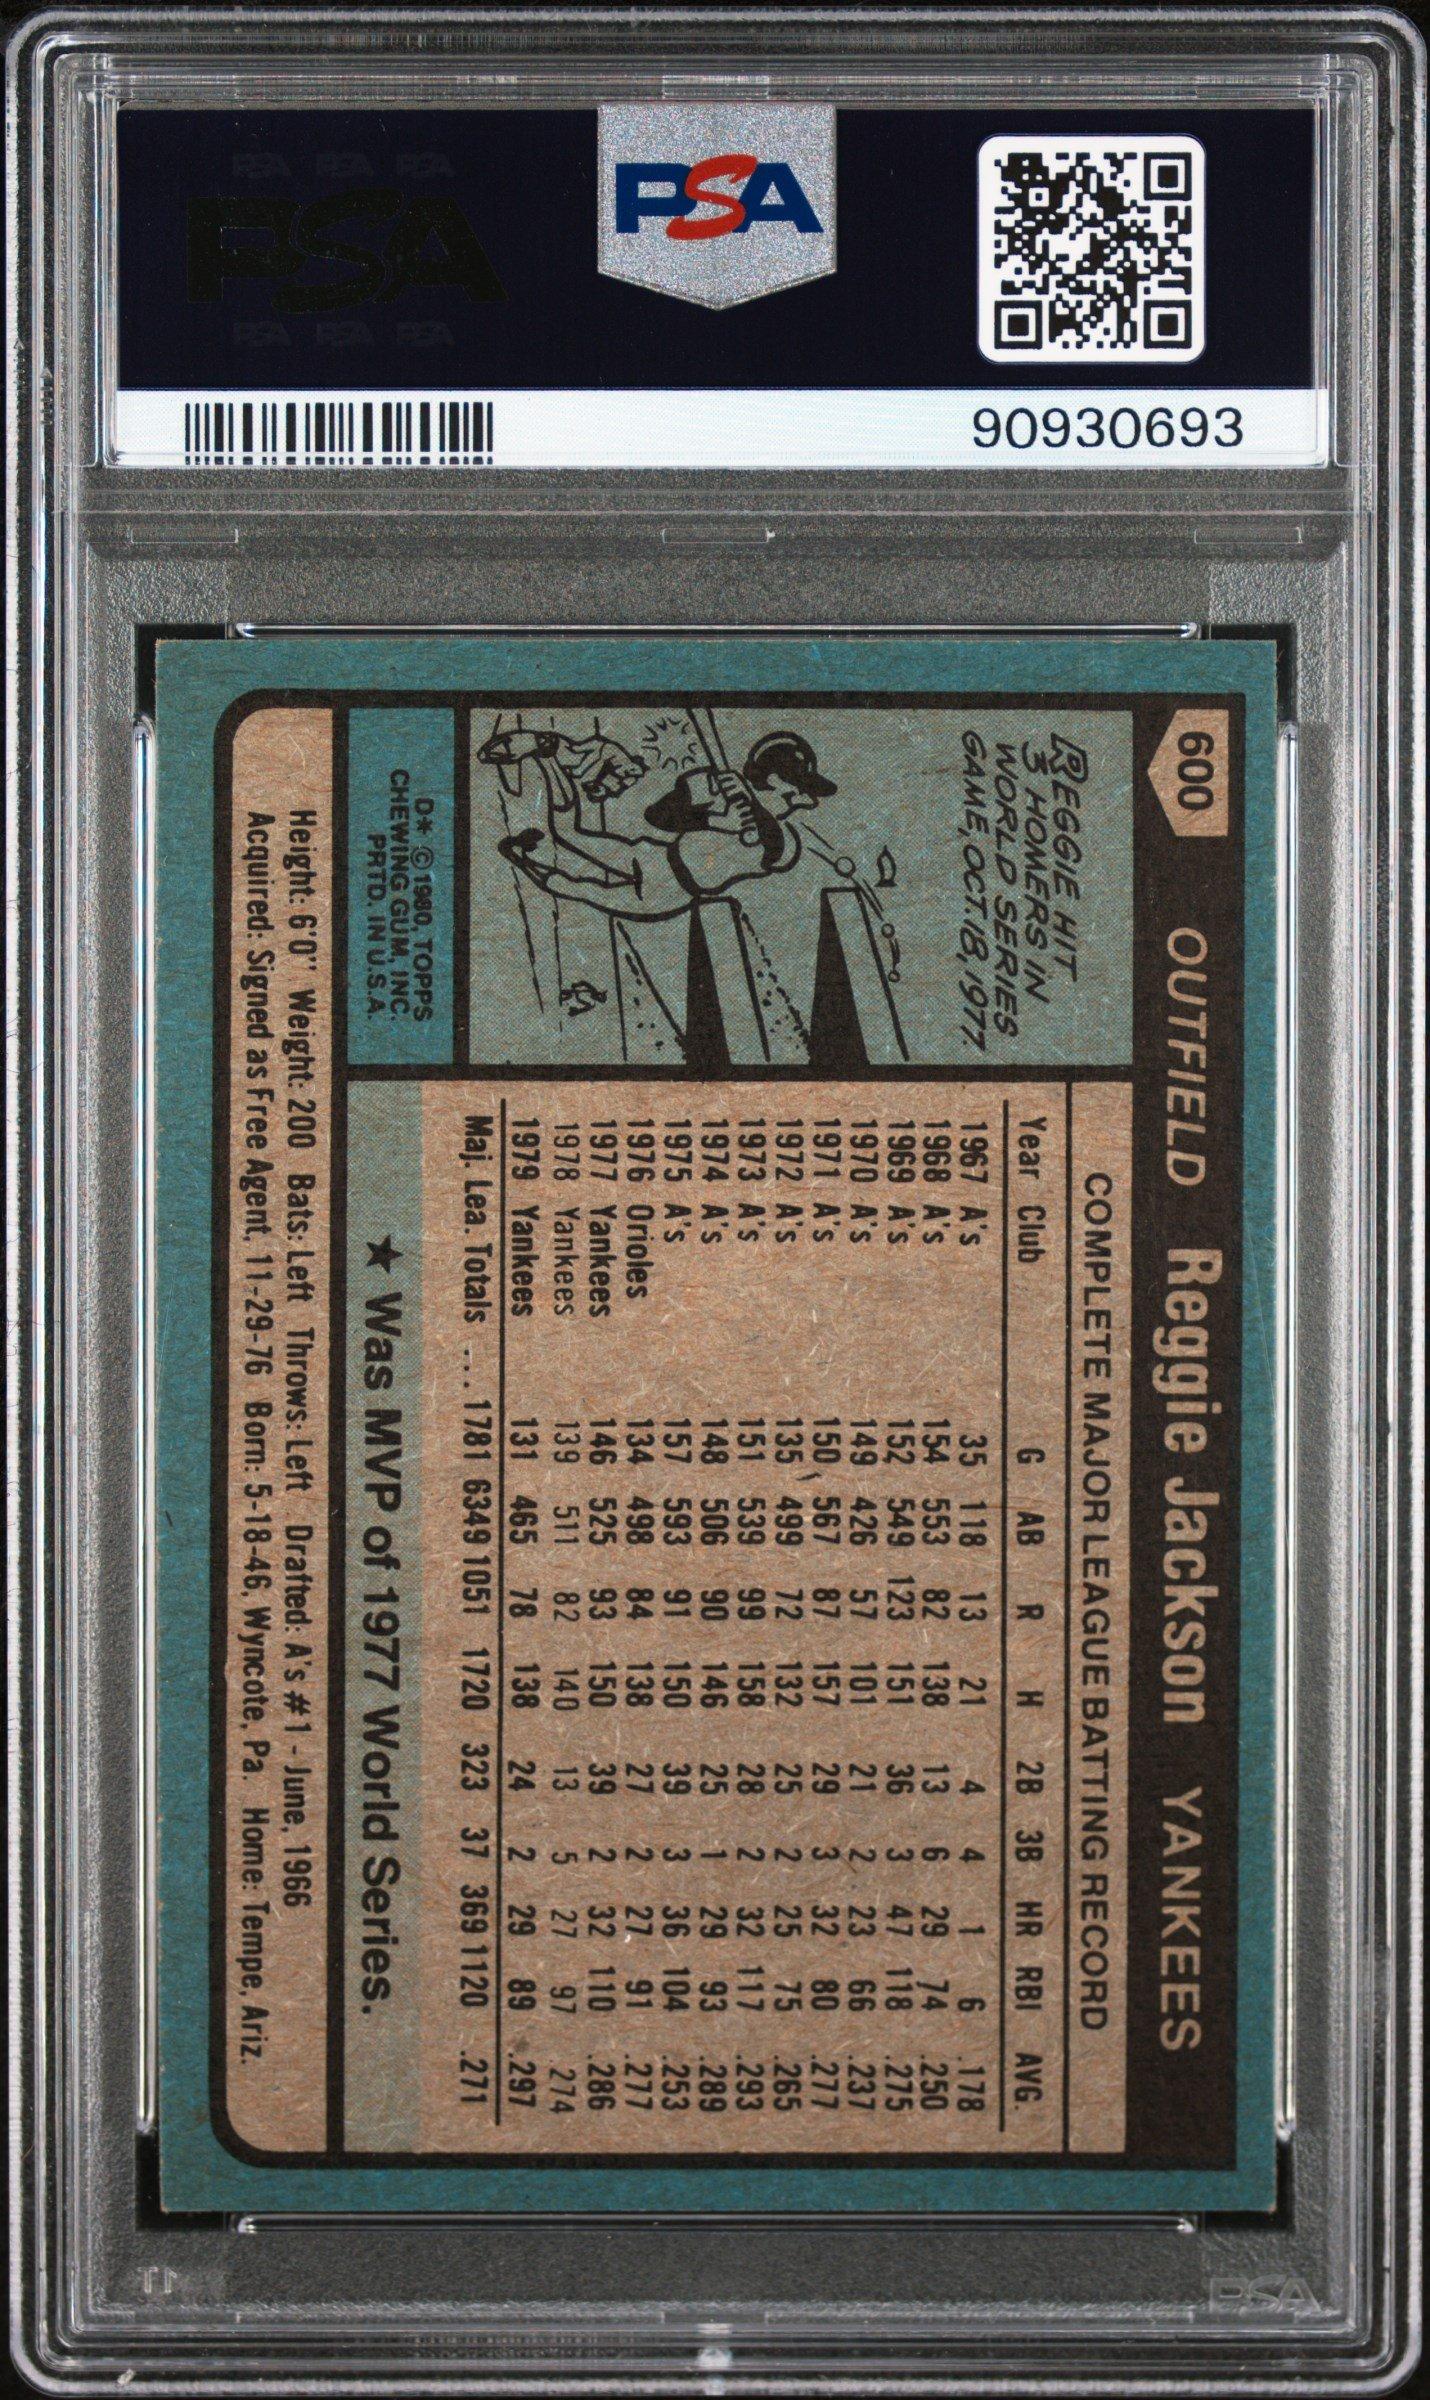 PSA PSA PSA
PSA
PSA PSA PSA
PSA
90930693
600 OUTFIELD Reggie Jackson YANKEES
REGGIE HIT
3 HOMERS IN
WORLD SERIES
GAME, OCT. 18, 1977.
D* © 1980, TOPPS
CHEWING GUM, INC.
PRTD. IN U.S.A.
COMPLETE MAJOR LEAGUE BATTING RECORD
Year Club G AB R H 2B 3B HR RBI AVG.
1967 A's 35 118 13 21 4 4 1 6 .178
1968 A's 154 553 82 138 13 6 29 74 .250
1969 A's 152 549 123 151 36 3 47 118 .275
1970 A's 149 426 57 101 21 2 23 66 .237
1971 A's 150 567 87 157 29 3 32 80 .277
1972 A's 135 499 72 132 25 2 25 75 .265
1973 A's 151 539 99 158 28 2 32 117 .293
1974 A's 148 506 90 146 25 1 29 93 .289
1975 A's 157 593 91 150 39 3 36 104 .253
1976 Orioles 134 498 84 138 27 2 27 91 .277
1977 Yankees 146 525 93 150 39 2 32 110 .286
1978 Yankees 139 511 82 140 13 5 27 97 .274
1979 Yankees 131 465 78 138 24 2 29 89 .297
Maj. Lea. Totals .... 1781 6349 1051 1720 323 37 369 1120 .271
★ Was MVP of 1977 World Series.
Height: 6'0" Weight: 200 Bats: Left Throws: Left Drafted: A's #1 - June, 1966
Acquired: Signed as Free Agent, 11-29-76 Born: 5-18-46, Wyncote, Pa. Home: Tempe, Ariz.
PSA